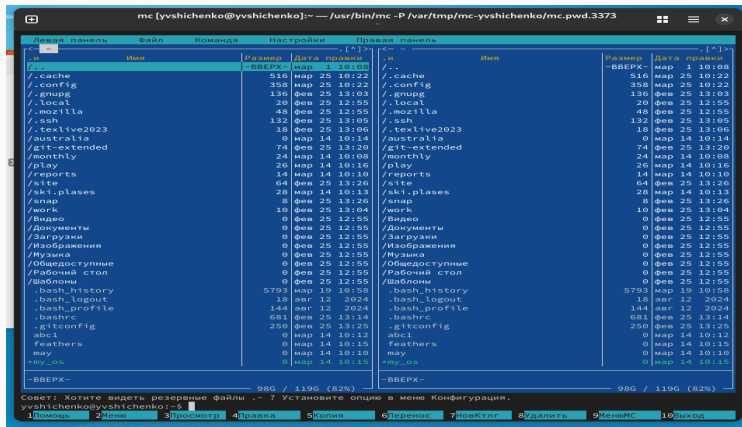 mc [yvshichenko@yvshichenko]:~ — /usr/bin/mc -P /var/tmp/mc-yvshichenko/mc.pwd.3373
Левая панель Файл Команда Настройки Правая панель
<— ~ —.[^]> <— ~ —.[^]>
.и Имя Размер Дата правки .и Имя Размер Дата правки
/.. -ВВЕРХ- мар 1 10:08 /.. -ВВЕРХ- мар 1 10:08
/.cache 516 мар 25 10:22 /.cache 516 мар 25 10:22
/.config 358 мар 25 10:22 /.config 358 мар 25 10:22
/.gnupg 136 фев 25 13:03 /.gnupg 136 фев 25 13:03
/.local 20 фев 25 12:55 /.local 20 фев 25 12:55
/.mozilla 48 фев 25 12:55 /.mozilla 48 фев 25 12:55
/.ssh 132 фев 25 13:05 /.ssh 132 фев 25 13:05
/.texlive2023 18 фев 25 13:06 /.texlive2023 18 фев 25 13:06
/australia 0 мар 14 10:14 /australia 0 мар 14 10:14
/git-extended 74 фев 25 13:20 /git-extended 74 фев 25 13:20
/monthly 24 мар 14 10:08 /monthly 24 мар 14 10:08
/play 26 мар 14 10:16 /play 26 мар 14 10:16
/reports 14 мар 14 10:10 /reports 14 мар 14 10:10
/site 64 фев 25 13:26 /site 64 фев 25 13:26
/ski.plases 28 мар 14 10:13 /ski.plases 28 мар 14 10:13
/snap 8 фев 25 13:26 /snap 8 фев 25 13:26
/work 10 фев 25 13:04 /work 10 фев 25 13:04
/Видео 0 фев 25 12:55 /Видео 0 фев 25 12:55
/Документы 0 фев 25 12:55 /Документы 0 фев 25 12:55
/Загрузки 0 фев 25 12:55 /Загрузки 0 фев 25 12:55
/Изображения 0 фев 25 12:55 /Изображения 0 фев 25 12:55
/Музыка 0 фев 25 12:55 /Музыка 0 фев 25 12:55
/Общедоступные 0 фев 25 12:55 /Общедоступные 0 фев 25 12:55
/Рабочий стол 0 фев 25 12:55 /Рабочий стол 0 фев 25 12:55
/Шаблоны 0 фев 25 12:55 /Шаблоны 0 фев 25 12:55
.bash_history 5793 мар 19 10:58 .bash_history 5793 мар 19 10:58
.bash_logout 18 авг 12 2024 .bash_logout 18 авг 12 2024
.bash_profile 144 авг 12 2024 .bash_profile 144 авг 12 2024
.bashrc 681 фев 25 13:14 .bashrc 681 фев 25 13:14
.gitconfig 250 фев 25 13:25 .gitconfig 250 фев 25 13:25
abc1 0 мар 14 10:12 abc1 0 мар 14 10:12
feathers 0 мар 14 10:15 feathers 0 мар 14 10:15
may 0 мар 14 10:10 may 0 мар 14 10:10
*my_os 0 мар 14 10:15 *my_os 0 мар 14 10:15
-ВВЕРХ- -ВВЕРХ-
98G / 119G (82%) 98G / 119G (82%)
Совет: Хотите видеть резервные файлы .~ ? Установите опцию в меню Конфигурация.
yvshichenko@yvshichenko:~$
1Помощь 2Меню 3Просмотр 4Правка 5Копия 6Перенос 7НовКтлг 8Удалить 9МенюMC 10Выход